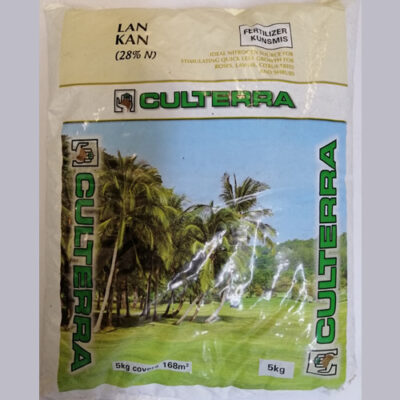 LAN
KAN
(28% N)
FERTILIZER
KUNSMIS
IDEAL NITROGEN SOURCE FOR
STIMULATING QUICK LEAF GROWTH FOR
ROSES, LAWNS, CITRUS TREES
AND SHRUBS
CULTERRA
CULTERRA
CULTERRA
5kg covers 168m²
5kg